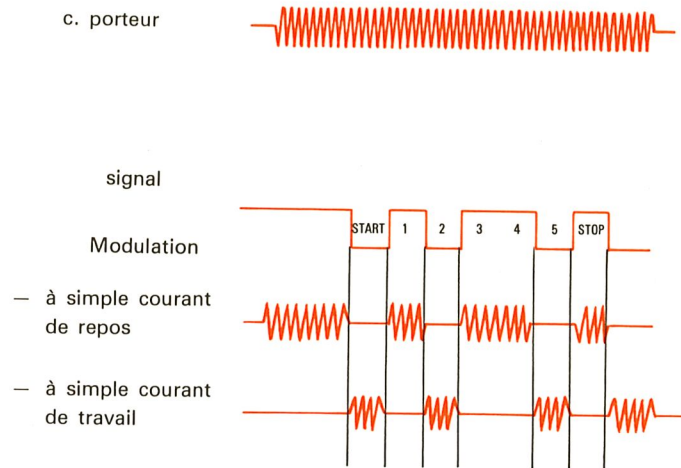 c. porteur
signal
START 1 2 3 4 5 STOP
Modulation
— à simple courant
de repos
— à simple courant
de travail